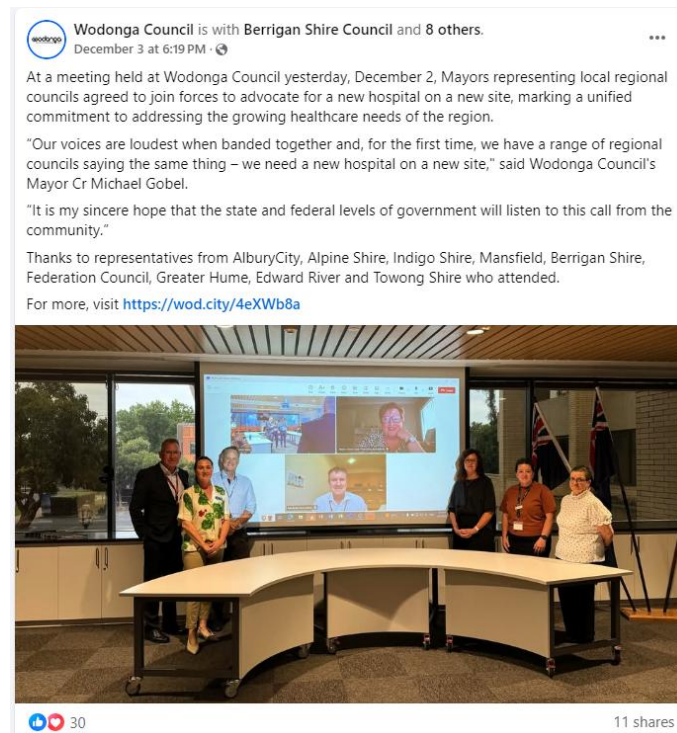 wodonga
Wodonga Council is with Berrigan Shire Council and 8 others.
December 3 at 6:19 PM ·
At a meeting held at Wodonga Council yesterday, December 2, Mayors representing local regional
councils agreed to join forces to advocate for a new hospital on a new site, marking a unified
commitment to addressing the growing healthcare needs of the region.
"Our voices are loudest when banded together and, for the first time, we have a range of regional
councils saying the same thing – we need a new hospital on a new site," said Wodonga Council's
Mayor Cr Michael Gobel.
"It is my sincere hope that the state and federal levels of government will listen to this call from the
community."
Thanks to representatives from AlburyCity, Alpine Shire, Indigo Shire, Mansfield, Berrigan Shire,
Federation Council, Greater Hume, Edward River and Towong Shire who attended.
For more, visit https://wod.city/4eXWb8a
30
11 shares